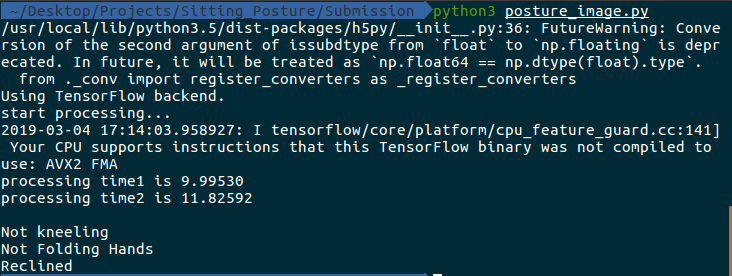 ~/Desktop/Projects/Sitting_Posture/Submission python3 posture_image.py
/usr/local/lib/python3.5/dist-packages/h5py/__init__.py:36: FutureWarning: Conve
rsion of the second argument of issubdtype from `float` to `np.floating` is depr
ecated. In future, it will be treated as `np.float64 == np.dtype(float).type`.
from ._conv import register_converters as _register_converters
Using TensorFlow backend.
start processing...
2019-03-04 17:14:03.958927: I tensorflow/core/platform/cpu_feature_guard.cc:141]
Your CPU supports instructions that this TensorFlow binary was not compiled to
use: AVX2 FMA
processing time1 is 9.99530
processing time2 is 11.82592
Not kneeling
Not Folding Hands
Reclined